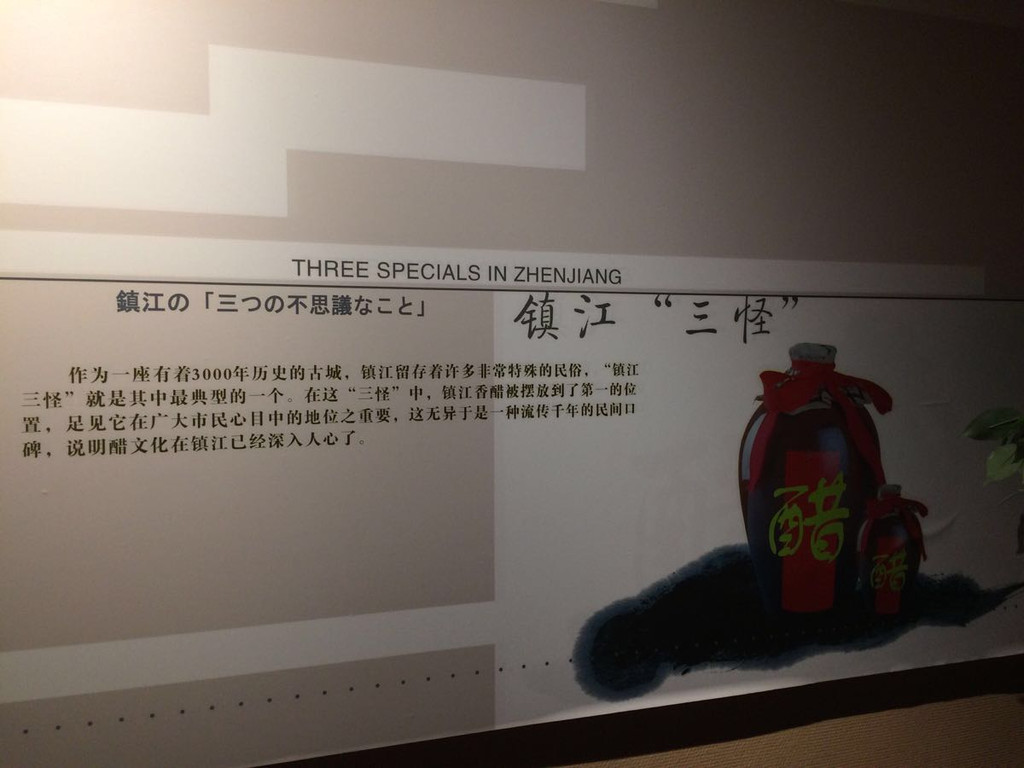 THREE SPECIALS IN ZHENJIANG
鎮江の「三つの不思議なこと」
镇江“三怪”
作为一座有着3000年历史的古城，镇江留存着许多非常特殊的民俗，“镇江
三怪”就是其中最典型的一个。在这“三怪”中，镇江香醋被摆放到了第一的位
置，足见它在广大市民心目中的地位之重要，这无异于是一种流传千年的民间口
碑，说明醋文化在镇江已经深入人心了。
醋
醋